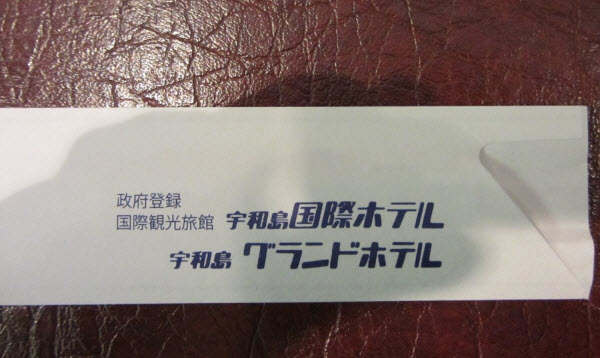 政府登録
国際観光旅館 宇和島国際ホテル
宇和島 グランドホテル